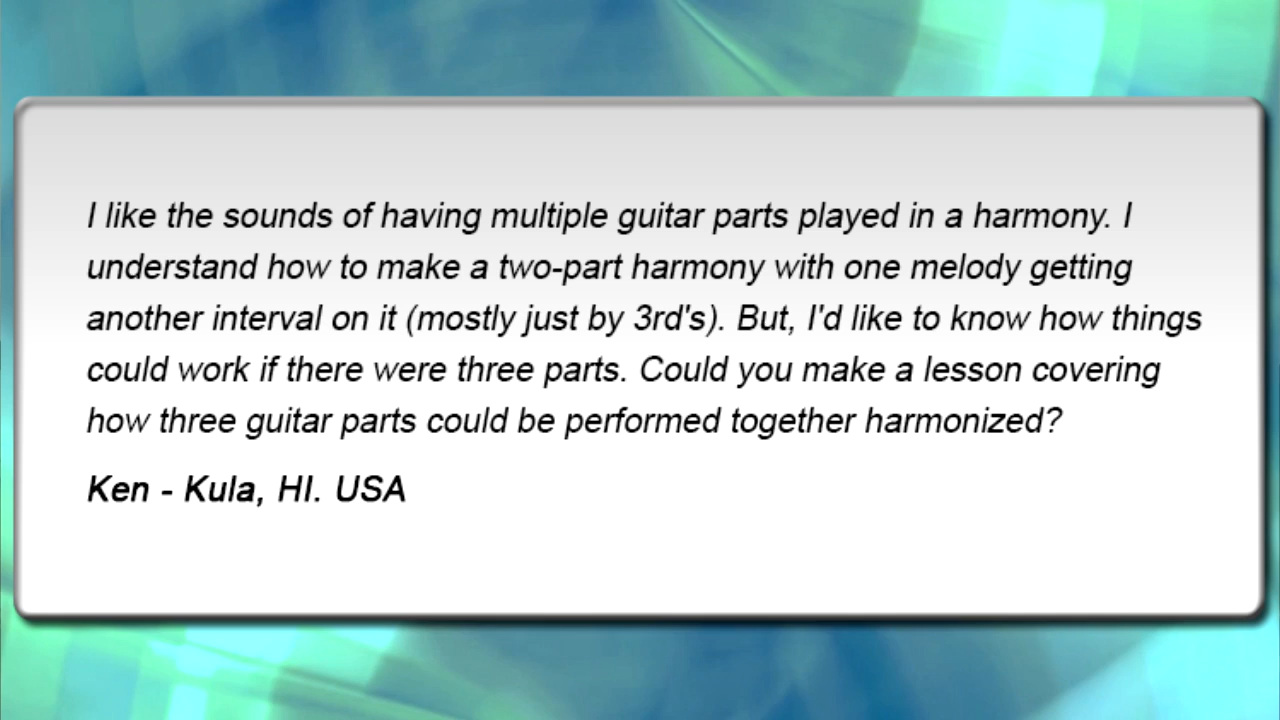 I like the sounds of having multiple guitar parts played in a harmony. I
understand how to make a two-part harmony with one melody getting
another interval on it (mostly just by 3rd's). But, I'd like to know how things
could work if there were three parts. Could you make a lesson covering
how three guitar parts could be performed together harmonized?
Ken - Kula, HI. USA